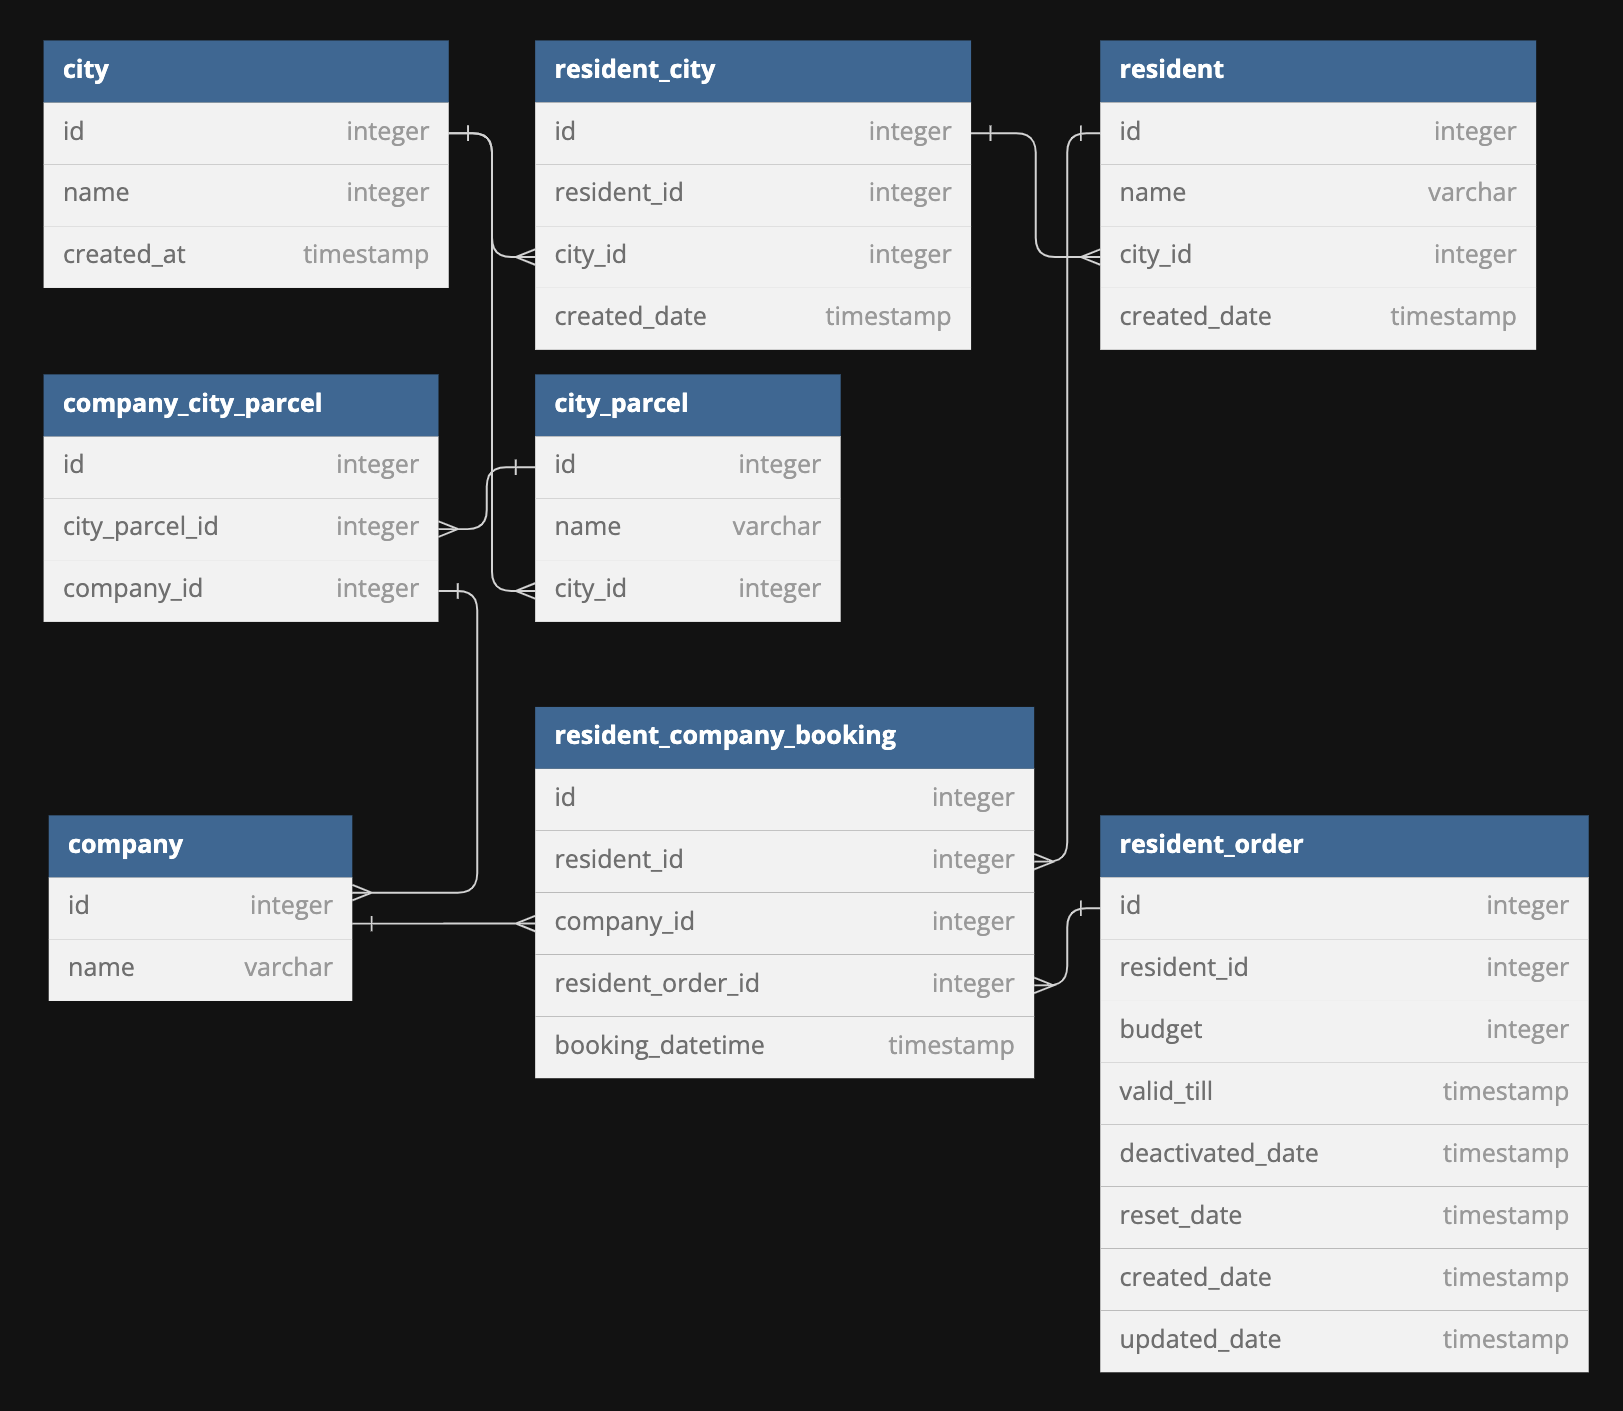 city
id integer
name integer
created_at timestamp
resident_city
id integer
resident_id integer
city_id integer
created_date timestamp
resident
id integer
name varchar
city_id integer
created_date timestamp
company_city_parcel
id integer
city_parcel_id integer
company_id integer
city_parcel
id integer
name varchar
city_id integer
resident_company_booking
id integer
resident_id integer
company_id integer
resident_order_id integer
booking_datetime timestamp
company
id integer
name varchar
resident_order
id integer
resident_id integer
budget integer
valid_till timestamp
deactivated_date timestamp
reset_date timestamp
created_date timestamp
updated_date timestamp